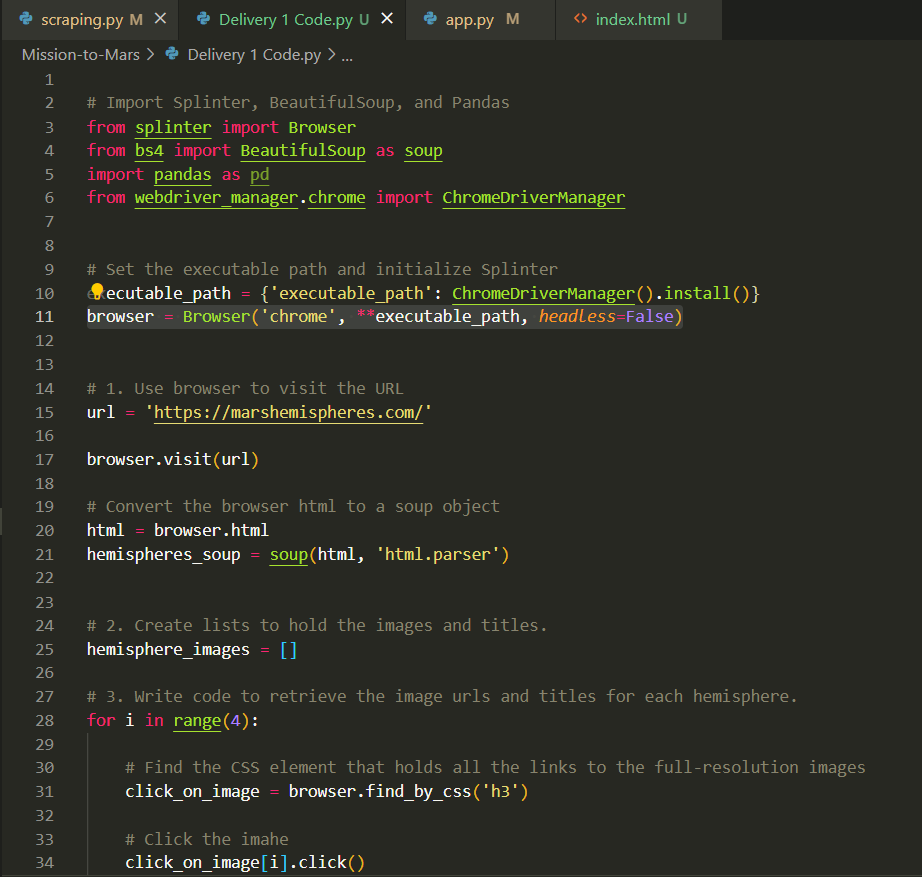 scraping.py M Delivery 1 Code.py U app.py M index.html U
Mission-to-Mars > Delivery 1 Code.py > ...
1
2 # Import Splinter, BeautifulSoup, and Pandas
3 from splinter import Browser
4 from bs4 import BeautifulSoup as soup
5 import pandas as pd
6 from webdriver_manager.chrome import ChromeDriverManager
7
8
9 # Set the executable path and initialize Splinter
10 executable_path = {'executable_path': ChromeDriverManager().install()}
11 browser = Browser('chrome', **executable_path, headless=False)
12
13
14 # 1. Use browser to visit the URL
15 url = 'https://marshemispheres.com/'
16
17 browser.visit(url)
18
19 # Convert the browser html to a soup object
20 html = browser.html
21 hemispheres_soup = soup(html, 'html.parser')
22
23
24 # 2. Create lists to hold the images and titles.
25 hemisphere_images = []
26
27 # 3. Write code to retrieve the image urls and titles for each hemisphere.
28 for i in range(4):
29
30 # Find the CSS element that holds all the links to the full-resolution images
31 click_on_image = browser.find_by_css('h3')
32
33 # Click the imahe
34 click_on_image[i].click()